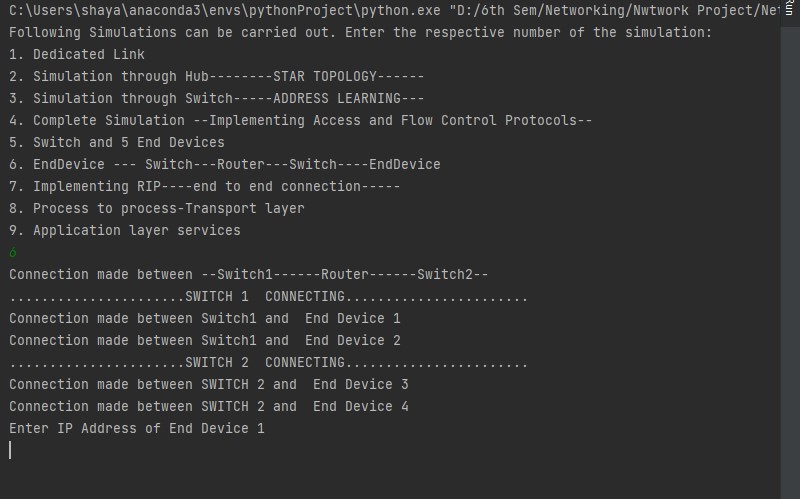 C:\Users\shaya\anaconda3\envs\pythonProject\python.exe "D:/6th Sem/Networking/Nwtwork Project/Net
Following Simulations can be carried out. Enter the respective number of the simulation:
1. Dedicated Link
2. Simulation through Hub--------STAR TOPOLOGY------
3. Simulation through Switch-----ADDRESS LEARNING---
4. Complete Simulation --Implementing Access and Flow Control Protocols--
5. Switch and 5 End Devices
6. EndDevice --- Switch---Router---Switch----EndDevice
7. Implementing RIP----end to end connection-----
8. Process to process-Transport layer
9. Application layer services
6
Connection made between --Switch1------Router------Switch2--
......................SWITCH 1  CONNECTING.......................
Connection made between Switch1 and  End Device 1
Connection made between Switch1 and  End Device 2
......................SWITCH 2  CONNECTING.......................
Connection made between SWITCH 2 and  End Device 3
Connection made between SWITCH 2 and  End Device 4
Enter IP Address of End Device 1